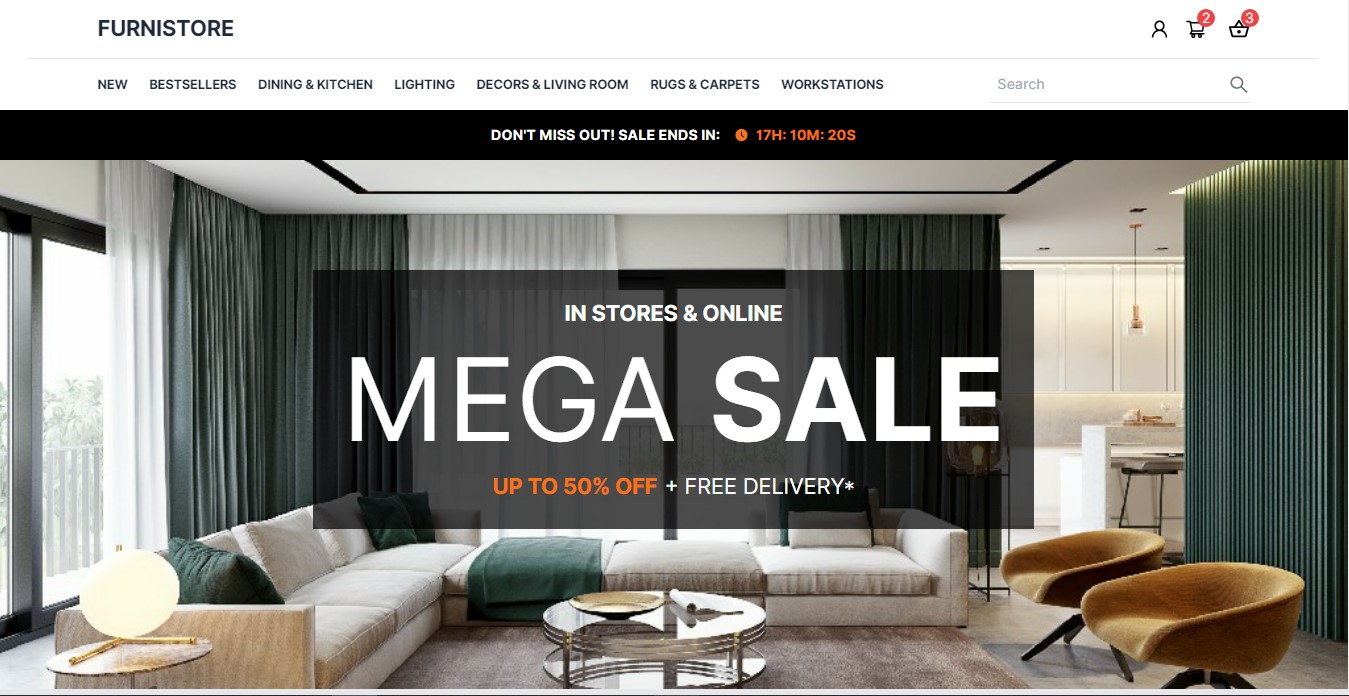 FURNISTORE
2
3
NEW BESTSELLERS DINING & KITCHEN LIGHTING DECORS & LIVING ROOM RUGS & CARPETS WORKSTATIONS Search
DON'T MISS OUT! SALE ENDS IN: 17H: 10M: 20S
IN STORES & ONLINE
MEGA SALE
UP TO 50% OFF + FREE DELIVERY*